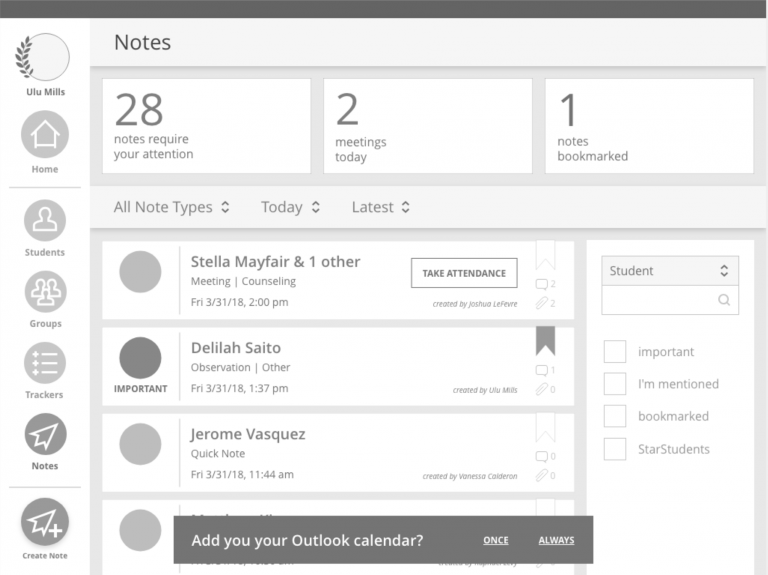 Notes
Ulu Mills
Home
Students
Groups
Trackers
Notes
Create Note
28
notes require
your attention
2
meetings
today
1
notes
bookmarked
All Note Types
Today
Latest
Stella Mayfair & 1 other
Meeting | Counseling
Fri 3/31/18, 2:00 pm
TAKE ATTENDANCE
created by Joshua LeFevre
2
2
IMPORTANT
Delilah Saito
Observation | Other
Fri 3/31/18, 1:37 pm
created by Ulu Mills
1
0
Jerome Vasquez
Quick Note
Fri 3/31/18, 11:44 am
created by Vanessa Calderon
0
0
Student
important
I'm mentioned
bookmarked
StarStudents
Add you your Outlook calendar?
ONCE
ALWAYS